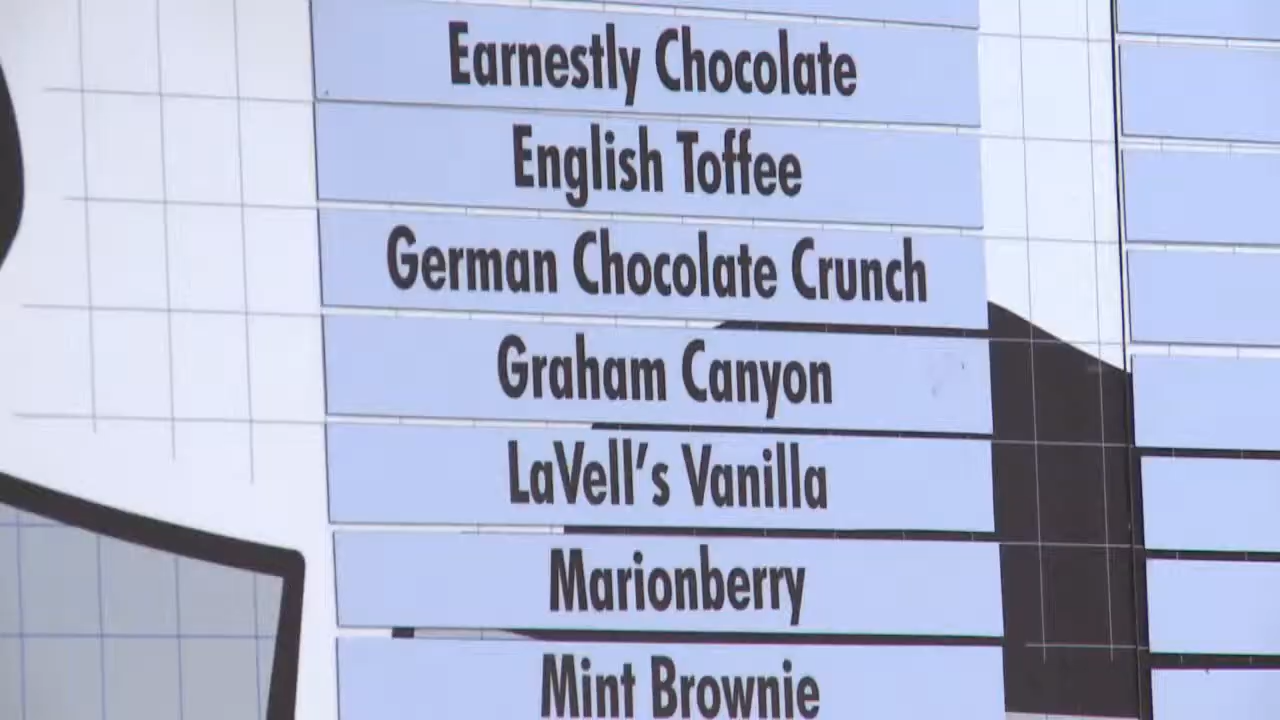 Earnestly Chocolate
English Toffee
German Chocolate Crunch
Graham Canyon
LaVell's Vanilla
Marionberry
Mint Brownie